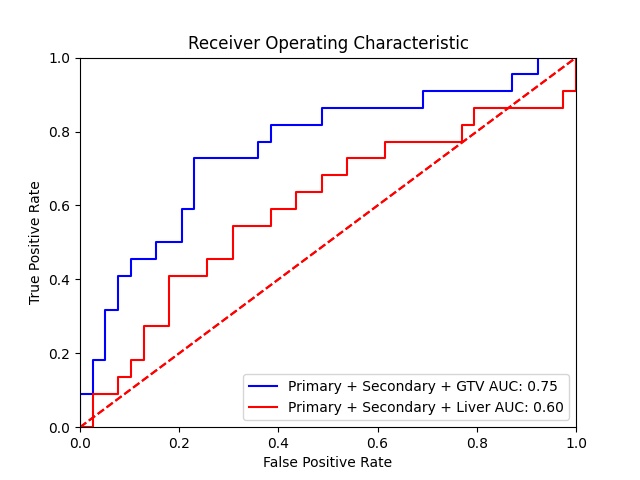 Receiver Operating Characteristic
1.0
0.8
0.6
0.4
0.2
0.0
True Positive Rate
Primary + Secondary + GTV AUC: 0.75
Primary + Secondary + Liver AUC: 0.60
0.0 0.2 0.4 0.6 0.8 1.0
False Positive Rate